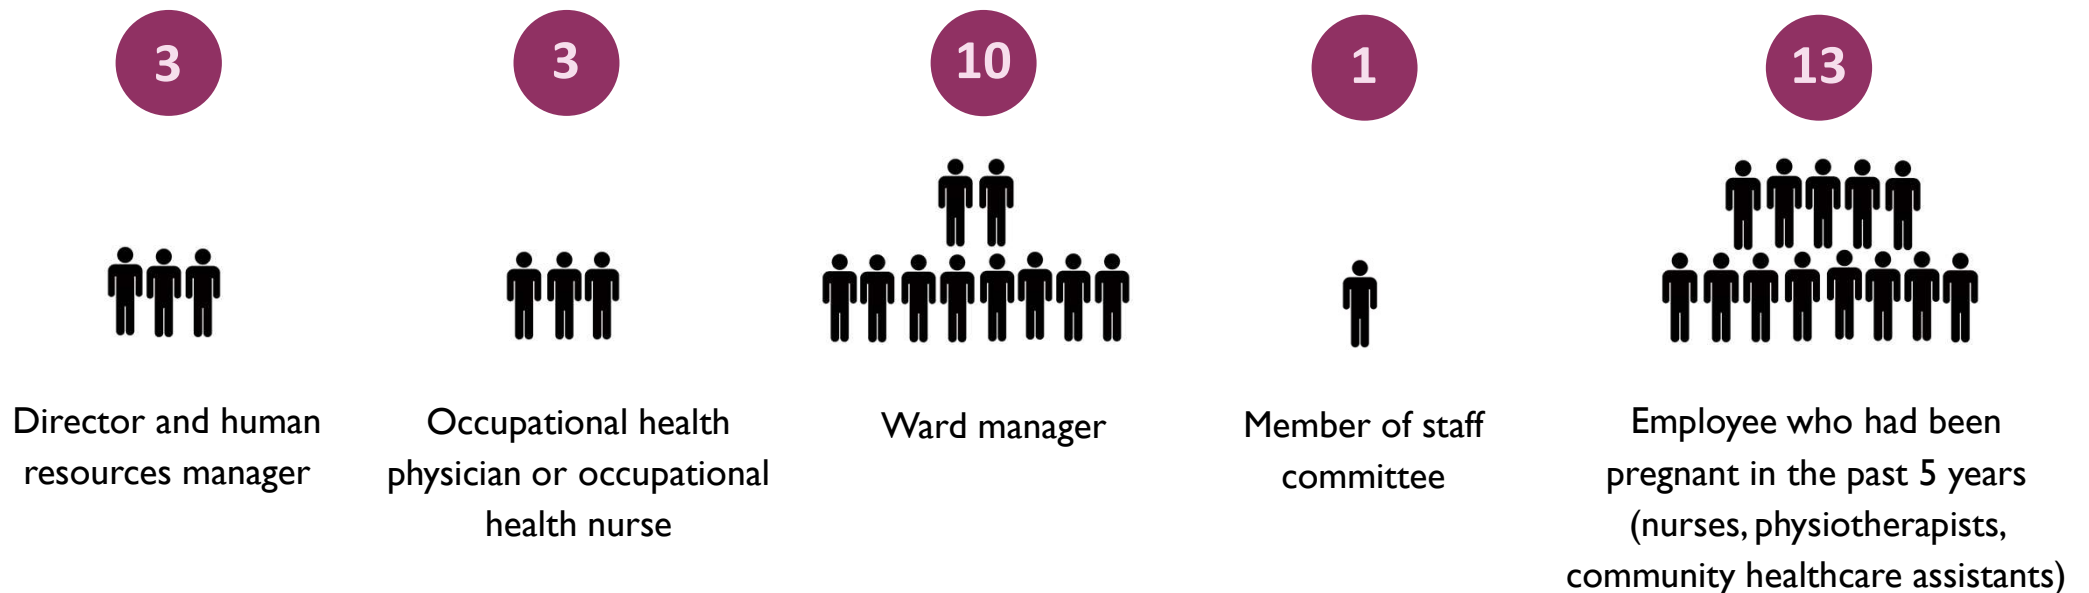 3
3
10
1
13
Director and human
resources manager
Occupational health
physician or occupational
health nurse
Ward manager
Member of staff
committee
Employee who had been
pregnant in the past 5 years
(nurses, physiotherapists,
community healthcare assistants)